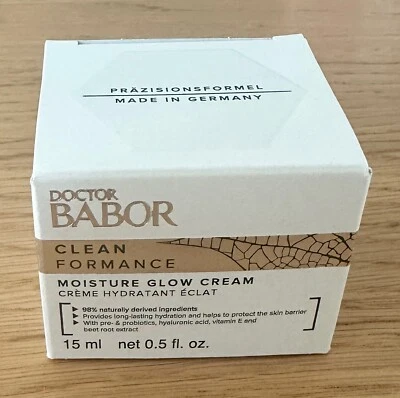 PRÄZISIONSFORMEL
MADE IN GERMANY
DOCTOR
BABOR
CLEAN
FORMANCE
MOISTURE GLOW CREAM
CRÈME HYDRATANT ÉCLAT
98% naturally derived ingredients
Provides long-lasting hydration and helps to protect the skin barrier
With pre- & probiotics, hyaluronic acid, vitamin E and
beet root extract
15 ml net 0.5 fl. oz.